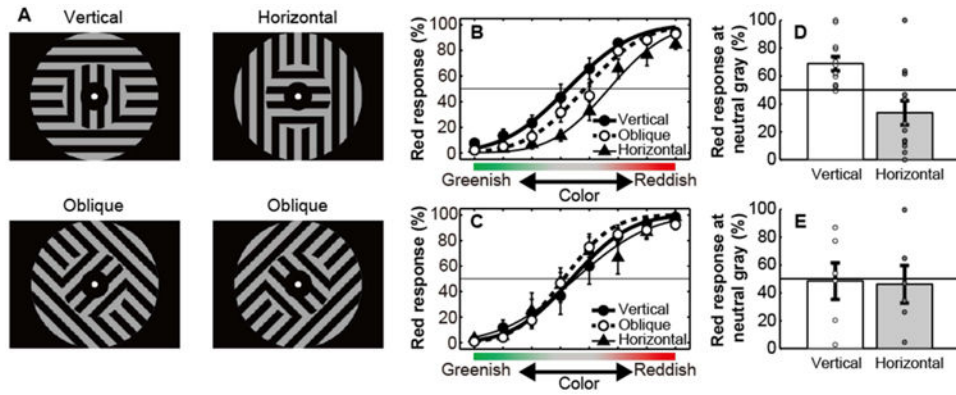 A
Vertical
Horizontal
Oblique
Oblique
B
Red response (%)
100
80
60
40
20
0
Vertical
Oblique
Horizontal
Greenish
Reddish
Color
C
Red response (%)
100
80
60
40
20
0
Vertical
Oblique
Horizontal
Greenish
Reddish
Color
D
Red response at
neutral gray (%)
100
80
60
40
20
0
Vertical
Horizontal
E
Red response at
neutral gray (%)
100
80
60
40
20
0
Vertical
Horizontal